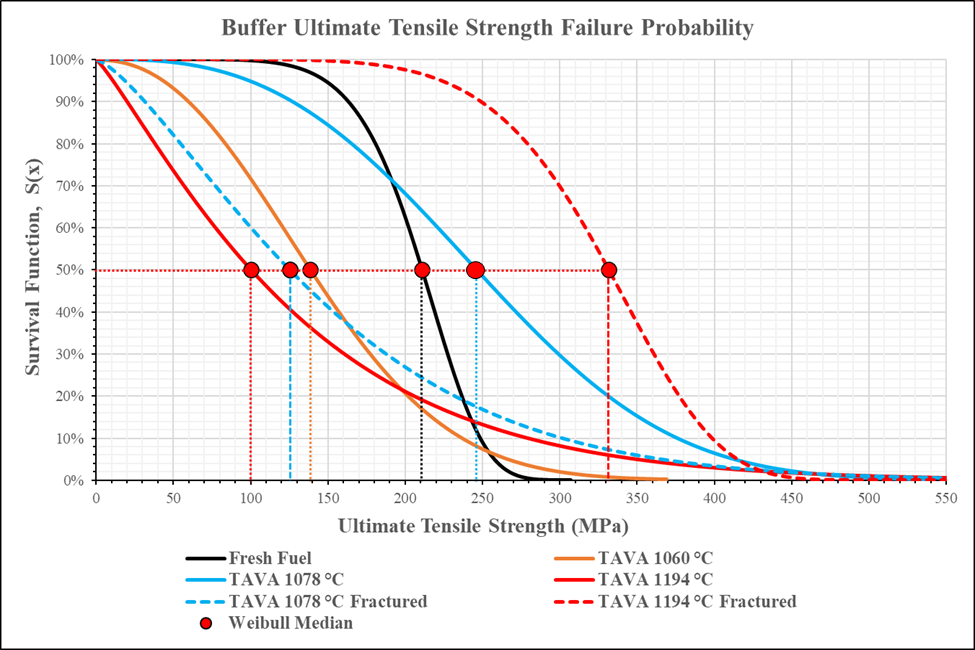 Buffer Ultimate Tensile Strength Failure Probability
Survival Function, S(x)
100%
90%
80%
70%
60%
50%
40%
30%
20%
10%
0%
0 50 100 150 200 250 300 350 400 450 500 550
Ultimate Tensile Strength (MPa)
Fresh Fuel TAVA 1060 °C
TAVA 1078 °C TAVA 1194 °C
TAVA 1078 °C Fractured TAVA 1194 °C Fractured
Weibull Median